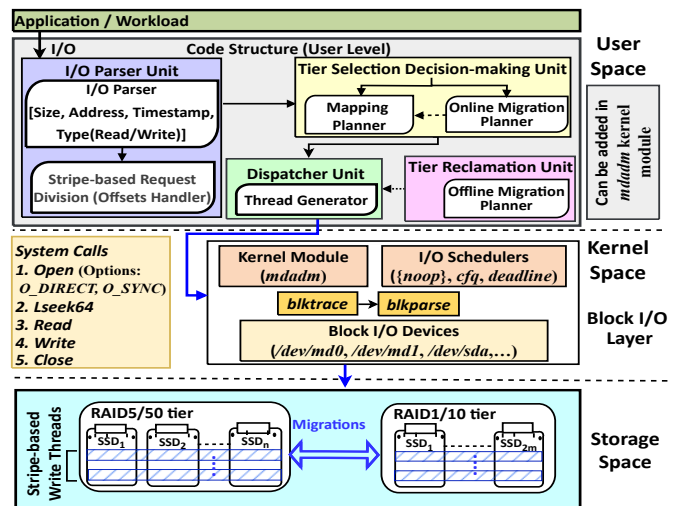 Application / Workload
I/O
Code Structure (User Level)
User
Space
I/O Parser Unit
I/O Parser
[Size, Address, Timestamp,
Type(Read/Write)]
Stripe-based Request
Division (Offsets Handler)
Tier Selection Decision-making Unit
Mapping
Planner
Online Migration
Planner
Dispatcher Unit
Thread Generator
Tier Reclamation Unit
Offline Migration
Planner
Can be added in
mdadm kernel
module
System Calls
1. Open (Options:
O_DIRECT, O_SYNC)
2. Lseek64
3. Read
4. Write
5. Close
Kernel Module
(mdadm)
I/O Schedulers
({noop}, cfq, deadline)
blktrace
blkparse
Block I/O Devices
(/dev/md0, /dev/md1, /dev/sda,...)
Kernel
Space
Block I/O
Layer
Stripe-based
Write Threads
RAID5/50 tier
SSD1
SSD2
SSDn
Migrations
RAID1/10 tier
SSD1
SSD2m
Storage
Space